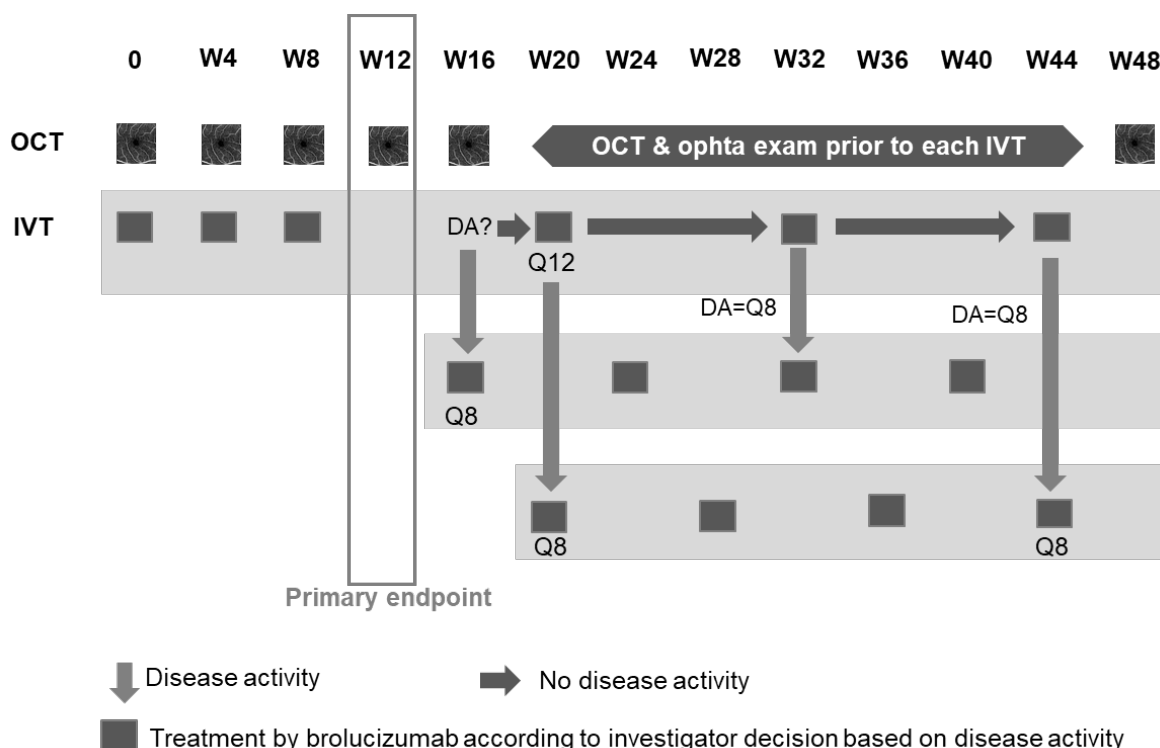 0 W4 W8 W12 W16 W20 W24 W28 W32 W36 W40 W44 W48
OCT OCT & ophta exam prior to each IVT
IVT DA?
Q12
DA=Q8 DA=Q8
Q8
Q8 Q8
Primary endpoint
Disease activity No disease activity
Treatment by brolucizumab according to investigator decision based on disease activity